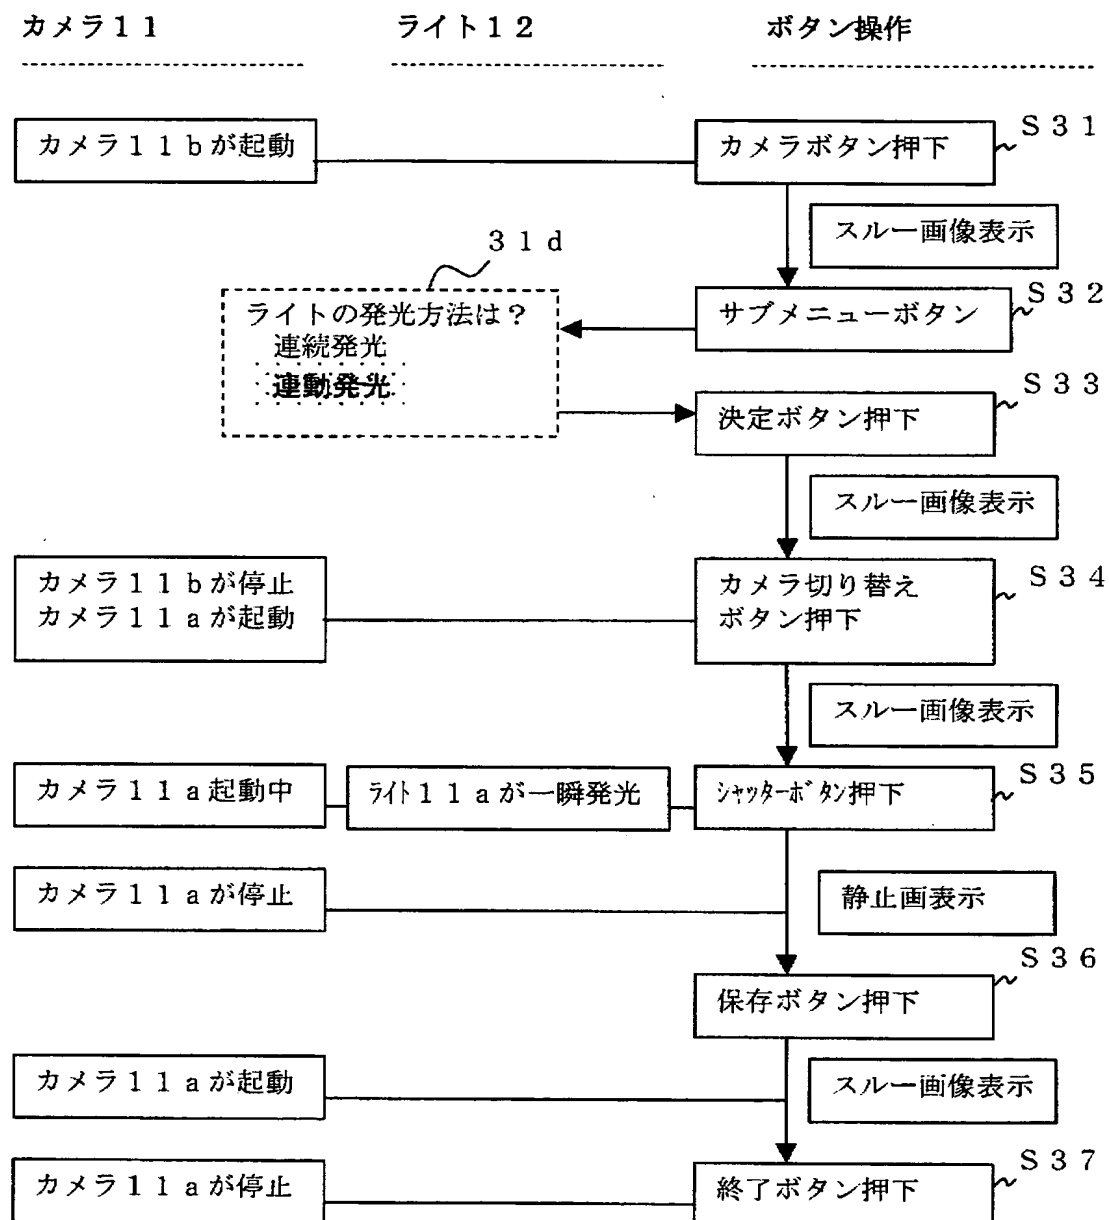 カメラ１１
ライト１２
ボタン操作
カメラ１１ｂが起動
カメラボタン押下
Ｓ３１
スルー画像表示
３１ｄ
ライトの発光方法は？
連続発光
連動発光
サブメニューボタン
Ｓ３２
決定ボタン押下
Ｓ３３
スルー画像表示
カメラ１１ｂが停止
カメラ１１ａが起動
カメラ切り替え
ボタン押下
Ｓ３４
スルー画像表示
カメラ１１ａ起動中
ﾗｲﾄ１１ａが一瞬発光
ｼｬｯﾀｰﾎﾞﾀﾝ押下
Ｓ３５
カメラ１１ａが停止
静止画表示
保存ボタン押下
Ｓ３６
カメラ１１ａが起動
スルー画像表示
カメラ１１ａが停止
終了ボタン押下
Ｓ３７